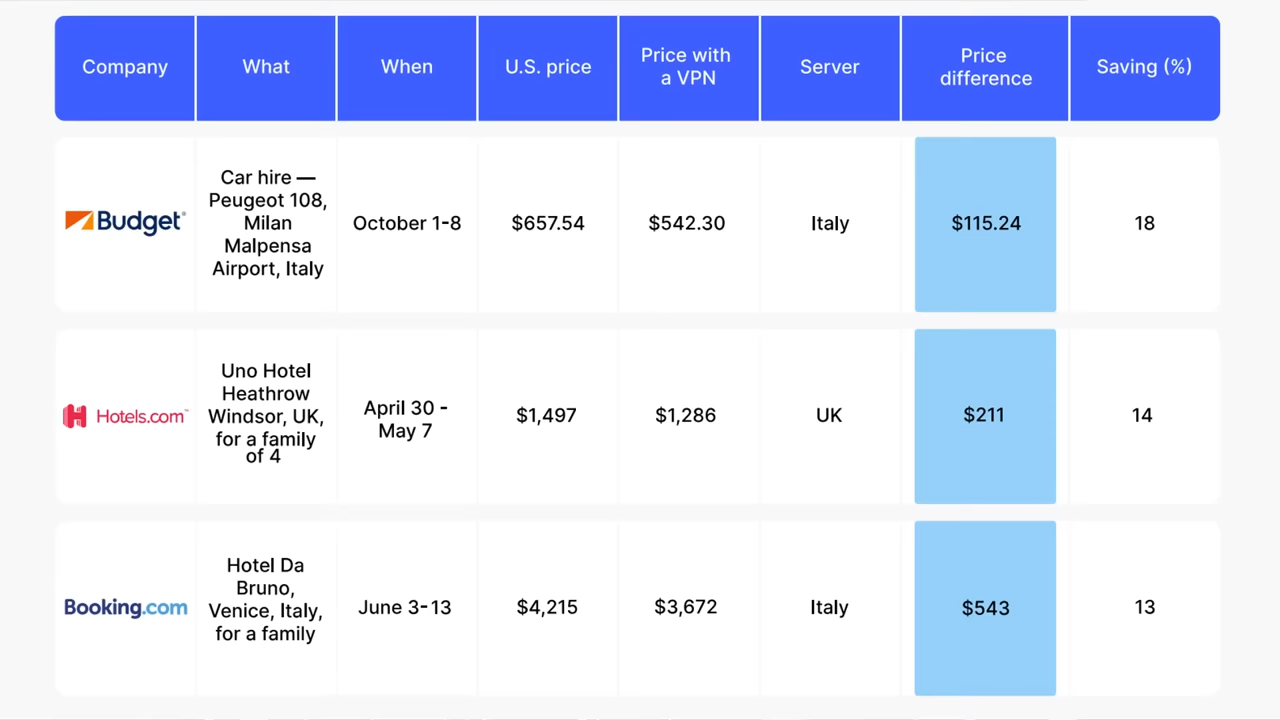 Company
What
When
U.S. price
Price with
a VPN
Server
Price
difference
Saving (%)
Budget®
Car hire —
Peugeot 108,
Milan
Malpensa
Airport, Italy
October 1-8
$657.54
$542.30
Italy
$115.24
18
Hotels.com™
Uno Hotel
Heathrow
Windsor, UK,
for a family
of 4
April 30 -
May 7
$1,497
$1,286
UK
$211
14
Booking.com
Hotel Da
Bruno,
Venice, Italy,
for a family
June 3-13
$4,215
$3,672
Italy
$543
13